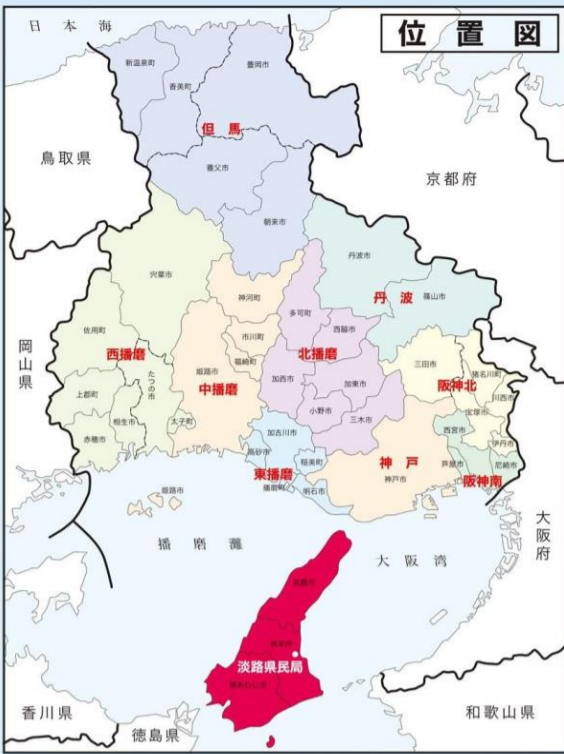 位置図
日本海
新温泉町
香美町
豊岡市
但馬
鳥取県
養父市
京都府
朝来市
丹波市
宍粟市
丹波
篠山市
神河町
多可町
佐用町
市川町
西脇市
岡山県
西播磨
たつの市
姫路市
福崎町
中播磨
北播磨
加西市
加東市
三田市
猪名川町
阪神北
川西市
上郡町
相生市
宝塚市
小野市
三木市
赤穂市
太子町
加古川市
西宮市
伊丹市
高砂市
稲美町
神戸
芦屋市
尼崎市
東播磨
播磨町
明石市
神戸市
阪神南
姫路市
大阪府
播磨灘
大阪湾
淡路市
洲本市
淡路県民局
南あわじ市
香川県
徳島県
和歌山県